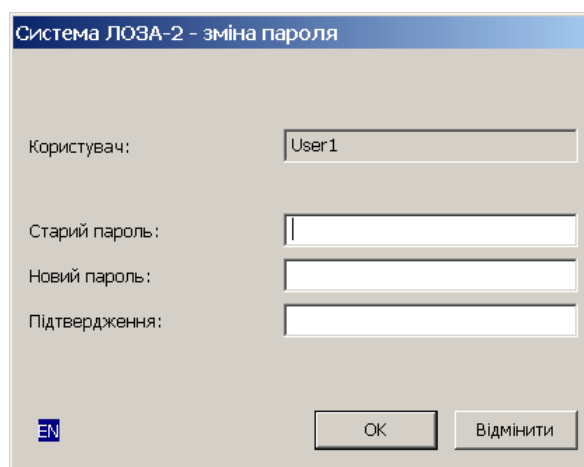 Система ЛОЗА-2 - зміна пароля
Користувач: User1
Старий пароль:
Новий пароль:
Підтвердження:
EN OK Відмінити